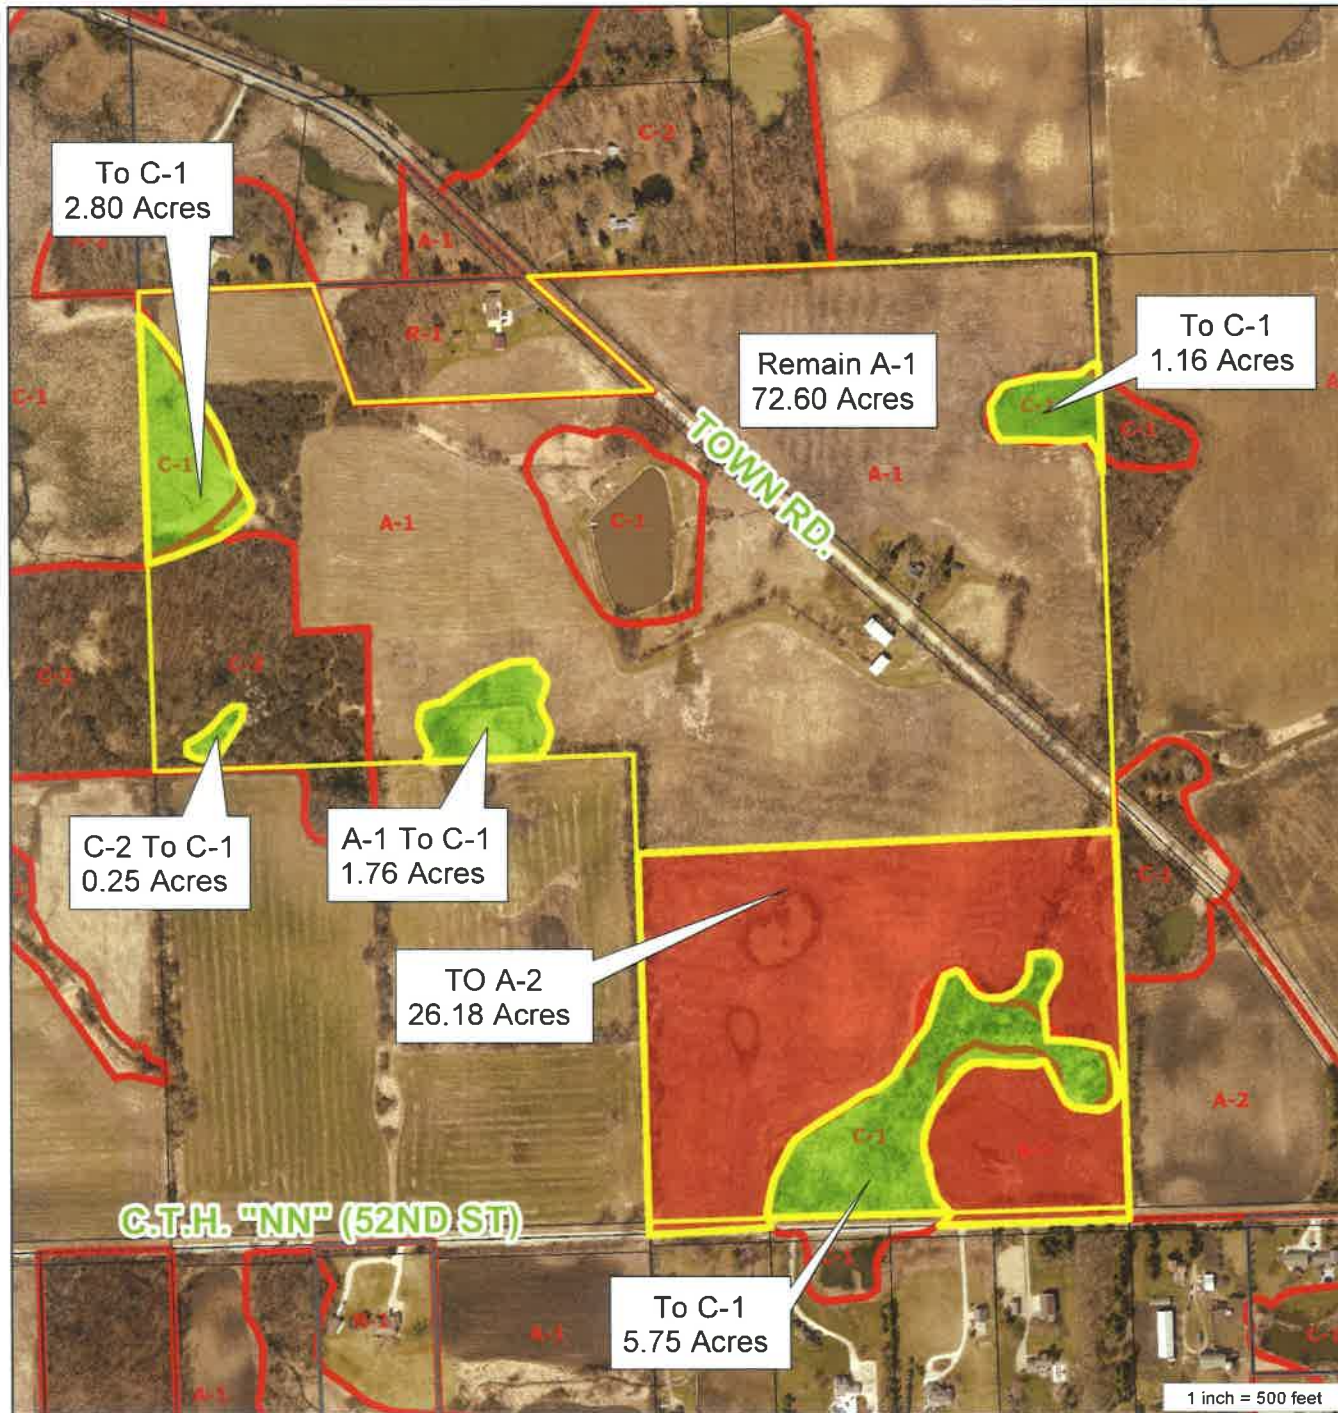 C-2
To C-1
2.80 Acres
A-1
R-1
To C-1
1.16 Acres
Remain A-1
72.60 Acres
C-1
C-1
C-1
TOWN RD.
C-1
A-1
C-1
A-1
C-2
C-2
C-2 To C-1
0.25 Acres
A-1 To C-1
1.76 Acres
C-1
TO A-2
26.18 Acres
A-2
C-1
C.T.H. "NN" (52ND ST)
To C-1
5.75 Acres
A-1
A-1
1 inch = 500 feet